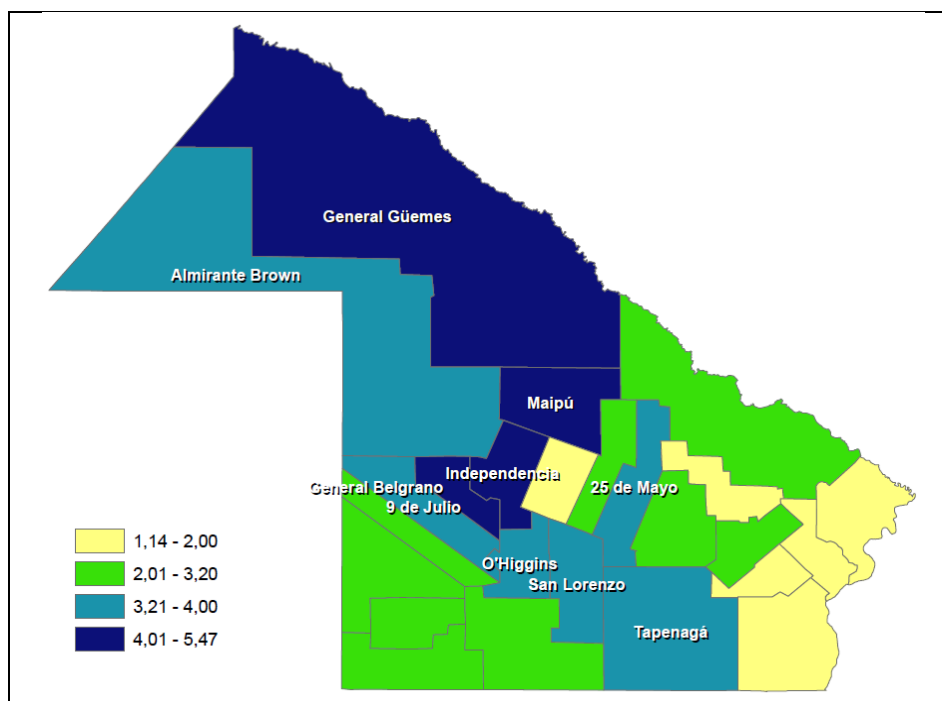 General Güemes
Almirante Brown
Maipú
Independencia
General Belgrano
25 de Mayo
9 de Julio
O'Higgins
San Lorenzo
Tapenagá
1,14 - 2,00
2,01 - 3,20
3,21 - 4,00
4,01 - 5,47